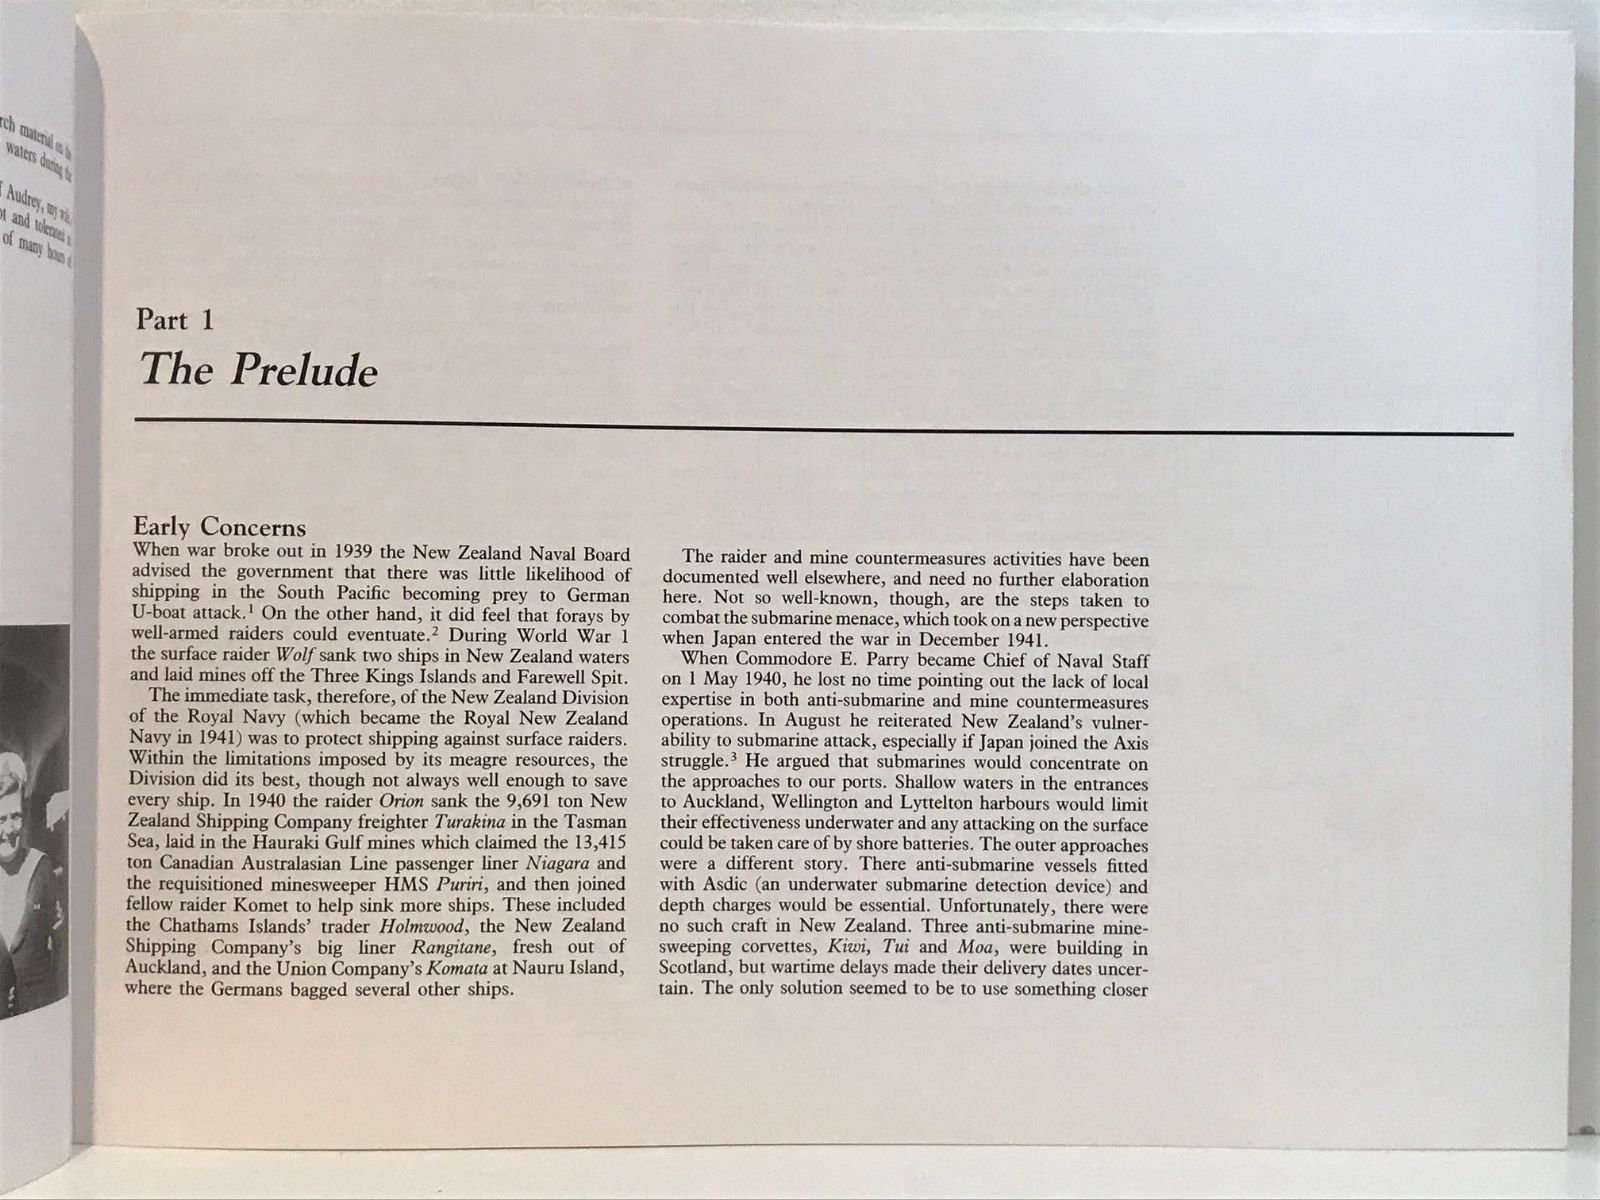 rch material on the
waters during the
f Audrey, my wife,
ot and tolerated
of many hours
Part 1
The Prelude
Early Concerns
When war broke out in 1939 the New Zealand Naval Board
advised the government that there was little likelihood of
shipping in the South Pacific becoming prey to German
U-boat attack.¹ On the other hand, it did feel that forays by
well-armed raiders could eventuate.² During World War 1
the surface raider Wolf sank two ships in New Zealand waters
and laid mines off the Three Kings Islands and Farewell Spit.
The immediate task, therefore, of the New Zealand Division
of the Royal Navy (which became the Royal New Zealand
Navy in 1941) was to protect shipping against surface raiders.
Within the limitations imposed by its meagre resources, the
Division did its best, though not always well enough to save
every ship. In 1940 the raider Orion sank the 9,691 ton New
Zealand Shipping Company freighter Turakina in the Tasman
Sea, laid in the Hauraki Gulf mines which claimed the 13,415
ton Canadian Australasian Line passenger liner Niagara and
the requisitioned minesweeper HMS Puriri, and then joined
fellow raider Komet to help sink more ships. These included
the Chathams Islands' trader Holmwood, the New Zealand
Shipping Company's big liner Rangitane, fresh out of
Auckland, and the Union Company's Komata at Nauru Island,
where the Germans bagged several other ships.
The raider and mine countermeasures activities have been
documented well elsewhere, and need no further elaboration
here. Not so well-known, though, are the steps taken to
combat the submarine menace, which took on a new perspective
when Japan entered the war in December 1941.
When Commodore E. Parry became Chief of Naval Staff
on 1 May 1940, he lost no time pointing out the lack of local
expertise in both anti-submarine and mine countermeasures
operations. In August he reiterated New Zealand's vulner-
ability to submarine attack, especially if Japan joined the Axis
struggle.³ He argued that submarines would concentrate on
the approaches to our ports. Shallow waters in the entrances
to Auckland, Wellington and Lyttelton harbours would limit
their effectiveness underwater and any attacking on the surface
could be taken care of by shore batteries. The outer approaches
were a different story. There anti-submarine vessels fitted
with Asdic (an underwater submarine detection device) and
depth charges would be essential. Unfortunately, there were
no such craft in New Zealand. Three anti-submarine mine-
sweeping corvettes, Kiwi, Tui and Moa, were building in
Scotland, but wartime delays made their delivery dates uncer-
tain. The only solution seemed to be to use something closer